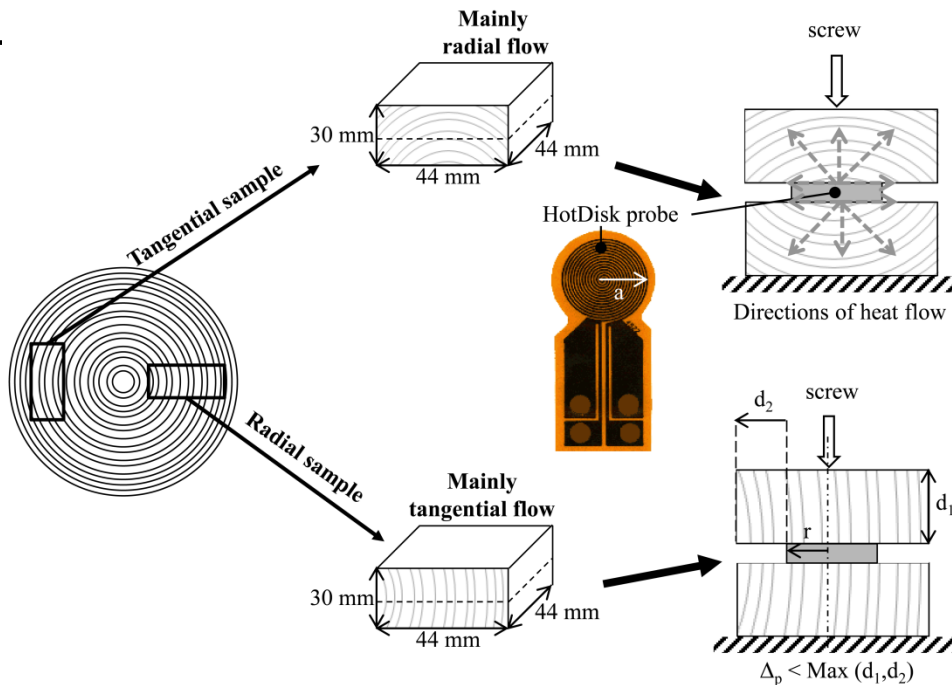 Mainly
radial flow
screw
30 mm
44 mm
44 mm
Tangential sample
HotDisk probe
a
Directions of heat flow
Radial sample
Mainly
tangential flow
30 mm
44 mm
44 mm
screw
d2
d1
r
Δp < Max (d1,d2)